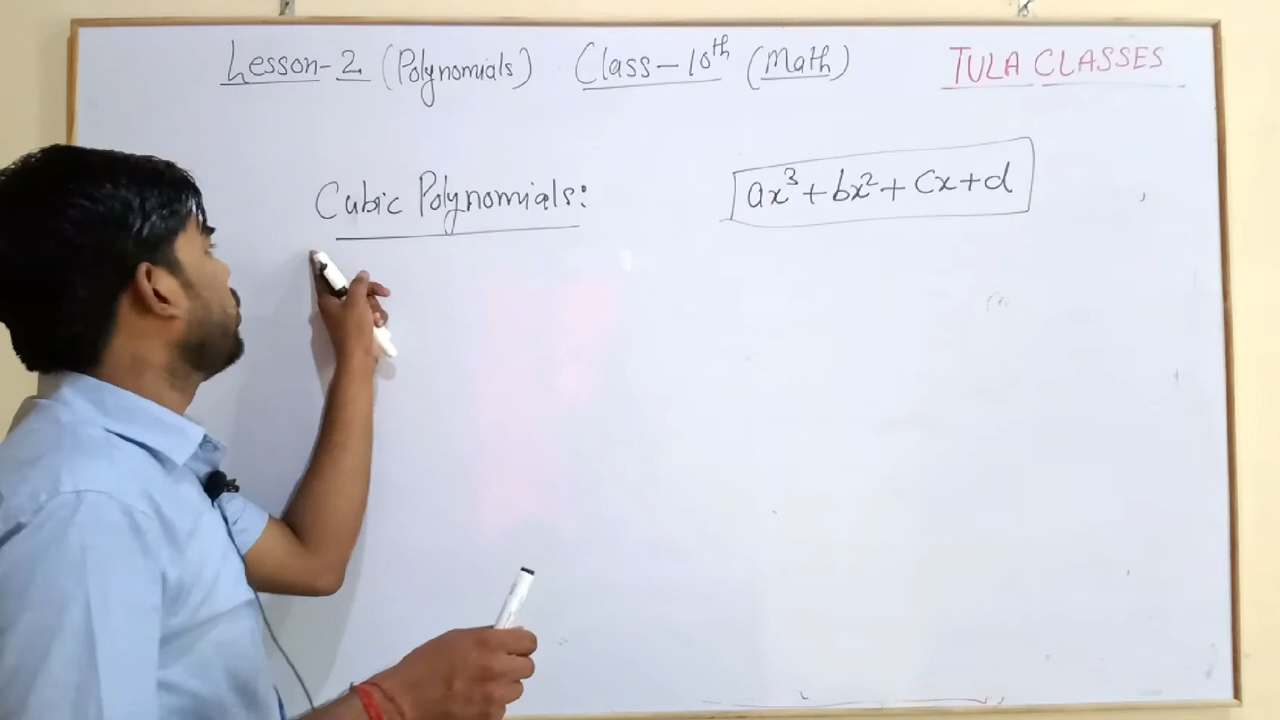 Lesson-2 (Polynomials) Class-10th (Math) TULA CLASSES
Cubic Polynomials: ax³+bx²+cx+d